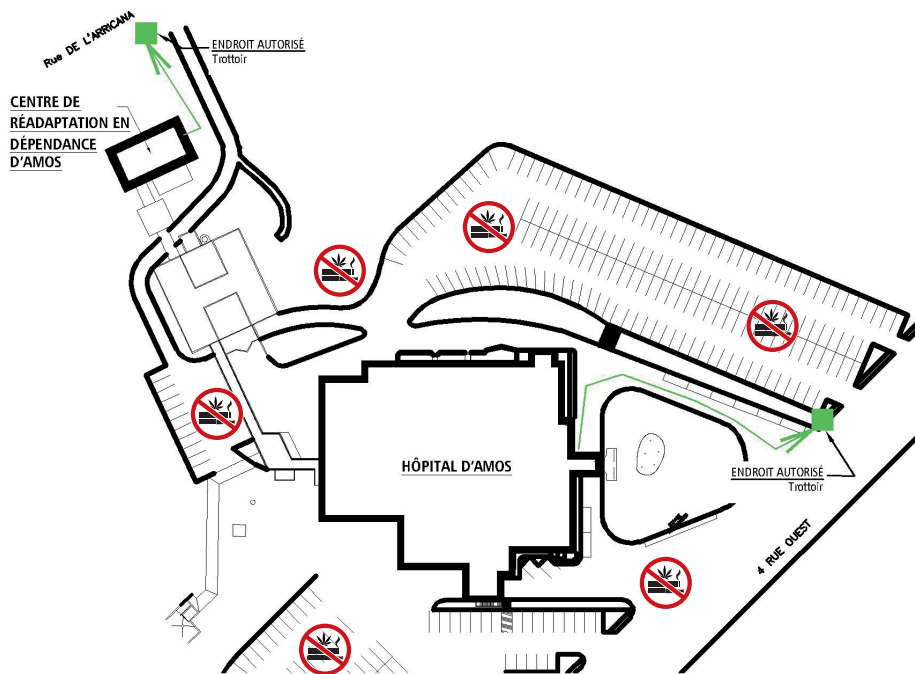 Rue DE L'ARRICANA
ENDROIT AUTORISÉ
Trottoir
CENTRE DE
RÉADAPTATION EN
DÉPENDANCE
D'AMOS
HÔPITAL D'AMOS
ENDROIT AUTORISÉ
Trottoir
4 RUE OUEST